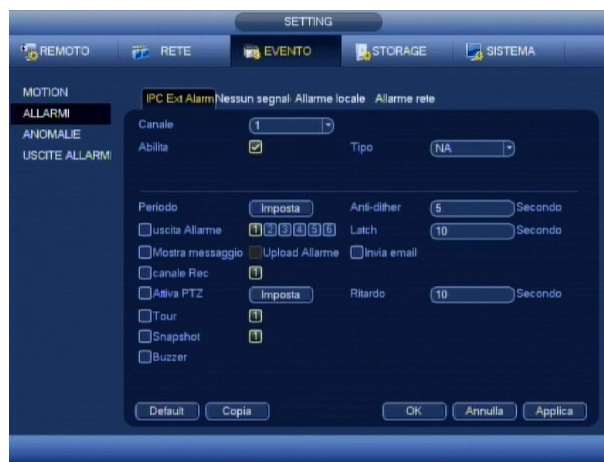 SETTING
REMOTO RETE EVENTO STORAGE SISTEMA
MOTION
ALLARMI
ANOMALIE
USCITE ALLARMI
IPC Ext Alarm Nessun segnal Allarme locale Allarme rete
Canale 1
Abilita Tipo NA
Periodo Imposta Anti-dither 5 Secondo
uscita Allarme 1 2 3 4 5 6 Latch 10 Secondo
Mostra messaggio Upload Allarme Invia email
canale Rec 1
Attiva PTZ Imposta Ritardo 10 Secondo
Tour 1
Snapshot 1
Buzzer
Default Copia OK Annulla Applica